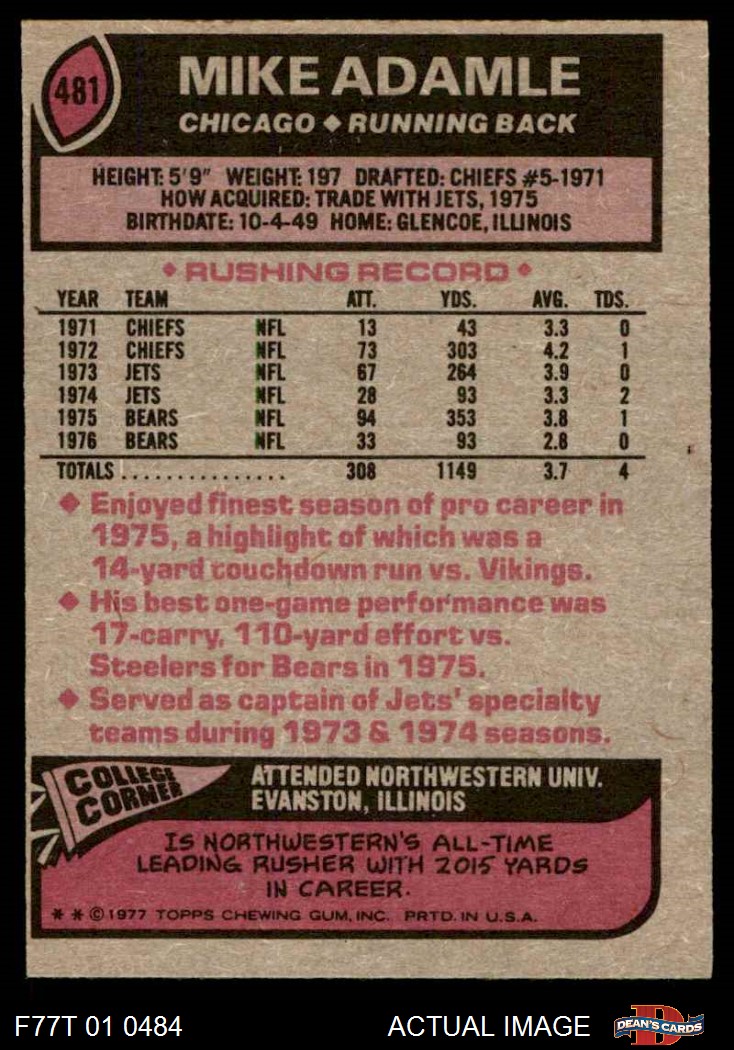 481
MIKE ADAMLE
CHICAGO ◆ RUNNING BACK
HEIGHT: 5'9" WEIGHT: 197 DRAFTED: CHIEFS #5-1971
HOW ACQUIRED: TRADE WITH JETS, 1975
BIRTHDATE: 10-4-49 HOME: GLENCOE, ILLINOIS
◆ RUSHING RECORD ◆
YEAR TEAM ATT. YDS. AVG. TDS.
1971 CHIEFS NFL 13 43 3.3 0
1972 CHIEFS NFL 73 303 4.2 1
1973 JETS NFL 67 264 3.9 0
1974 JETS NFL 28 93 3.3 2
1975 BEARS NFL 94 353 3.8 1
1976 BEARS NFL 33 93 2.8 0
TOTALS............... 308 1149 3.7 4
◆ Enjoyed finest season of pro career in
1975, a highlight of which was a
14-yard touchdown run vs. Vikings.
◆ His best one-game performance was
17-carry, 110-yard effort vs.
Steelers for Bears in 1975.
◆ Served as captain of Jets' specialty
teams during 1973 & 1974 seasons.
COLLEGE
CORNER
ATTENDED NORTHWESTERN UNIV.
EVANSTON, ILLINOIS
IS NORTHWESTERN'S ALL-TIME
LEADING RUSHER WITH 2015 YARDS
IN CAREER.
* * © 1977 TOPPS CHEWING GUM, INC. PRTD. IN U.S.A.
F77T 01 0484 ACTUAL IMAGE
D
DEAN'S CARDS